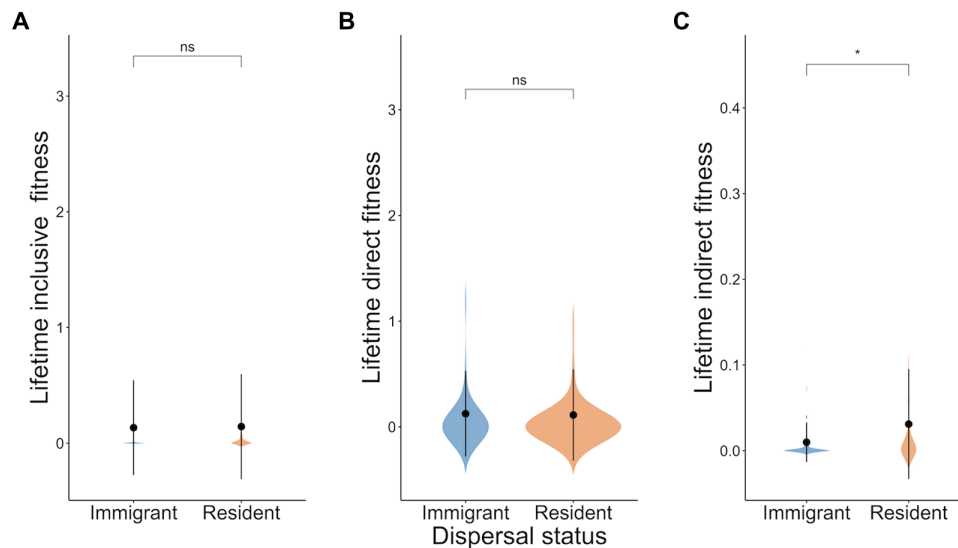 A
Lifetime inclusive fitness
3
2
1
0
ns
Immigrant Resident
B
Lifetime direct fitness
3
2
1
0
ns
Immigrant Resident
Dispersal status
C
Lifetime indirect fitness
0.4
0.3
0.2
0.1
0.0
*
Immigrant Resident